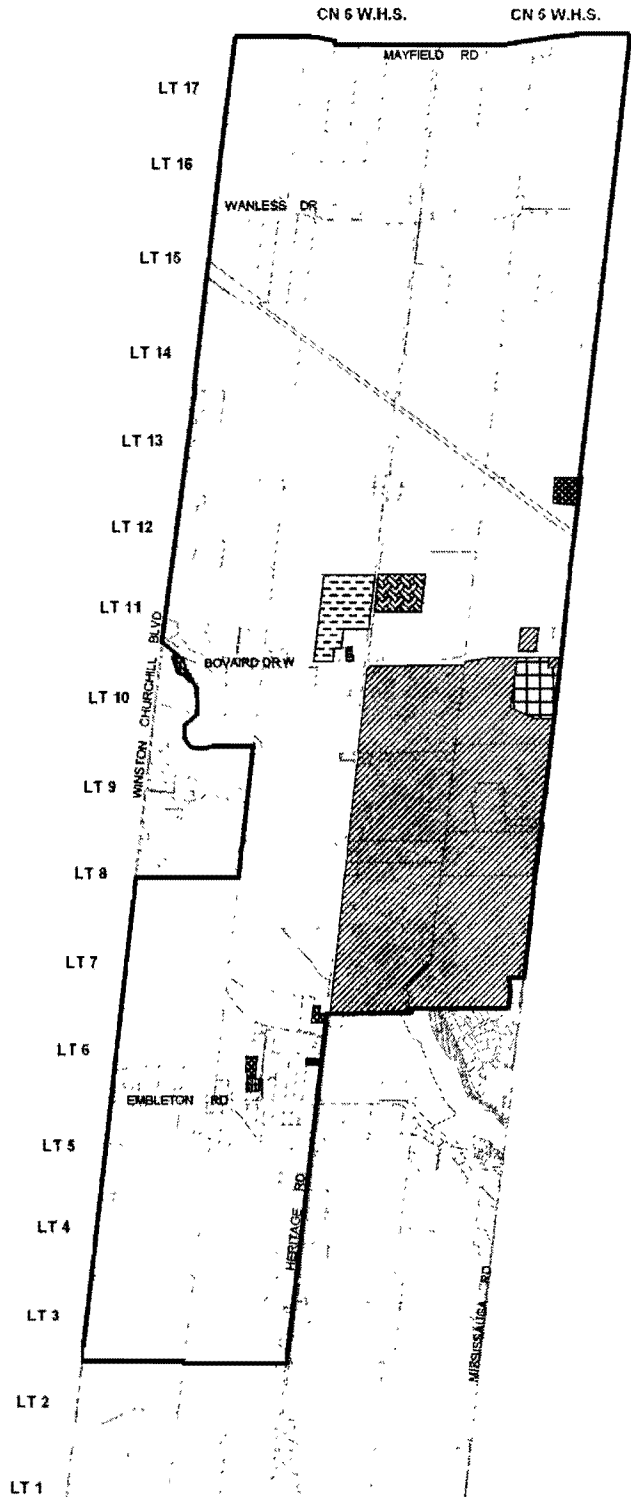 CN 6 W.H.S.
CN 5 W.H.S.
MAYFIELD RD
LT 17
LT 16
WANLESS DR
LT 15
LT 14
LT 13
LT 12
LT 11
WINSTON CHURCHILL BLVD
BOVAIRD DR W
LT 10
LT 9
LT 8
LT 7
LT 6
EMBLETON RD
LT 5
LT 4
HERITAGE RD
LT 3
MISSISSAUGA RD
LT 2
LT 1